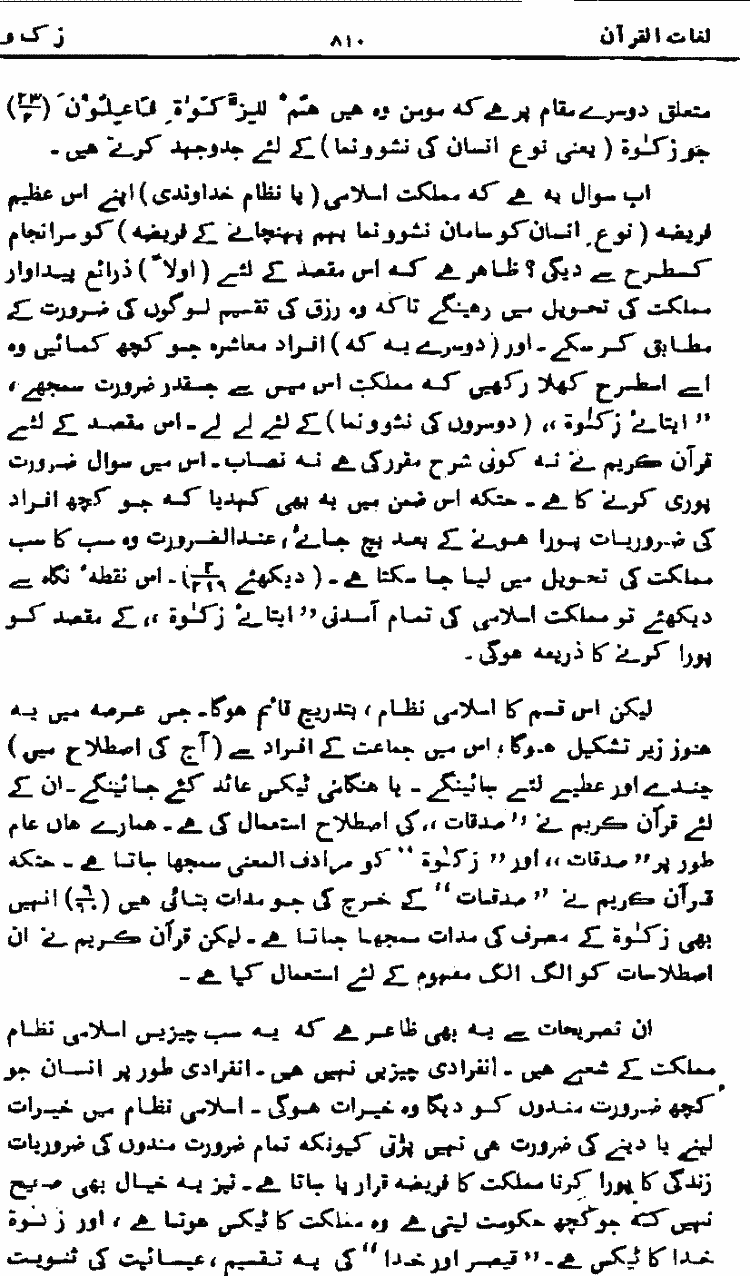 لغات القرآن ۸۱۰ ز ک و
متعلق دوسرے مقام پر ہے کہ مومن وہ ہیں ھُمْ لِلزَّکٰوۃِ فَاعِلُوْنَ (۲۳/۴)
جو زکٰوۃ (یعنی نوع انسان کی نشوونما) کے لئے جدوجہد کرتے ہیں۔
اب سوال یہ ہے کہ مملکت اسلامی (یا نظام خداوندی) اپنے اس عظیم
فریضہ (نوع ِ انسان کو سامان نشوونما بہم پہنچانے کے فریضہ) کو سرانجام
کسطرح سے دیگی؟ ظاہر ہے کہ اس مقصد کے لئے (اولاً) ذرائع پیداوار
مملکت کی تحویل میں رہینگے تاکہ وہ رزق کی تقسیم لوگوں کی ضرورت کے
مطابق کر سکے۔ اور (دوسرے یہ کہ) افراد معاشرہ جو کچھ کمائیں وہ
اسے اسطرح کھلا رکھیں کہ مملکت اس میں سے جسقدر ضرورت سمجھے،
”ایتائے زکٰوۃ“ (دوسروں کی نشوونما) کے لئے لے لے۔ اس مقصد کے لئے
قرآن کریم نے نہ کوئی شرح مقرر کی ہے نہ نصاب۔ اس میں سوال ضرورت
پوری کرنے کا ہے۔ حتکہ اس ضمن میں یہ بھی کہدیا کہ جو کچھ افراد
کی ضروریات پورا ہونے کے بعد بچ جائے، عندالضرورت وہ سب کا سب
مملکت کی تحویل میں لیا جا سکتا ہے۔ (دیکھئے ۲/۲۱۹)۔ اس نقطہٴ نگاہ سے
دیکھئے تو مملکت اسلامی کی تمام آمدنی ”ایتائے زکٰوۃ“ کے مقصد کو
پورا کرنے کا ذریعہ ہوگی۔
لیکن اس قسم کا اسلامی نظام، بتدریج قائم ہوگا۔ جس عرصہ میں یہ
ہنوز زیر تشکیل ہوگا، اس میں جماعت کے افراد سے (آج کی اصطلاح میں)
چندے اور عطیے لئے جائینگے۔ یا ہنگامی ٹیکس عائد کئے جائینگے۔ ان کے
لئے قرآن کریم نے ”صدقات“ کی اصطلاح استعمال کی ہے۔ ہمارے ہاں عام
طور پر ”صدقات“ اور ”زکٰوۃ“ کو مرادف المعنی سمجھا جاتا ہے۔ حتکہ
قرآن کریم نے ”صدقات“ کے خرچ کی جو مدات بتائی ہیں (۹/۶۰) انہیں
بھی زکٰوۃ کے مصرف کی مدات سمجھا جاتا ہے۔ لیکن قرآن کریم نے ان
اصطلاحات کو الگ الگ مفہوم کے لئے استعمال کیا ہے۔
ان تصریحات سے یہ بھی ظاہر ہے کہ یہ سب چیزیں اسلامی نظام
مملکت کے شعبے ہیں۔ انفرادی چیزیں نہیں ہیں۔ انفرادی طور پر انسان جو
کچھ ضرورت مندوں کو دیگا وہ خیرات ہوگی۔ اسلامی نظام میں خیرات
لینے یا دینے کی ضرورت ہی نہیں پڑتی کیونکہ تمام ضرورت مندوں کی ضروریات
زندگی کا پورا کرنا مملکت کا فریضہ قرار پا جاتا ہے۔ نیز یہ خیال بھی صحیح
نہیں کہ جو کچھ حکومت لیتی ہے وہ مملکت کا ٹیکس ہوتا ہے، اور زکٰوۃ
خدا کا ٹیکس ہے۔ ”قیصر اور خدا“ کی یہ تقسیم، عیسائیت کی ثنویت